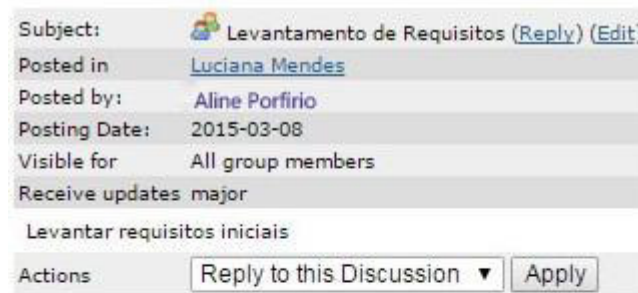 Subject: Levantamento de Requisitos (Reply) (Edit)
Posted in Luciana Mendes
Posted by: Aline Porfirio
Posting Date: 2015-03-08
Visible for All group members
Receive updates major
Levantar requisitos iniciais
Actions Reply to this Discussion ▼ Apply